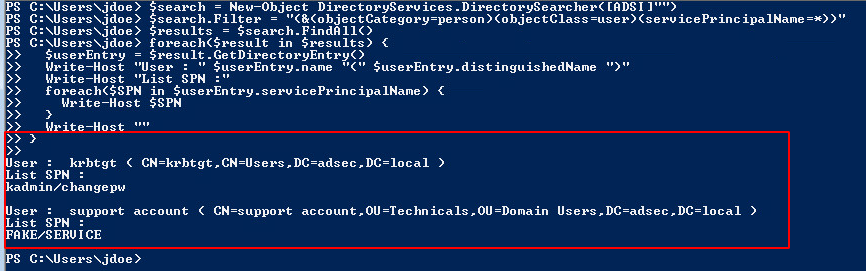 PS C:\Users\jdoe> $search = New-Object DirectoryServices.DirectorySearcher([ADSI]"")
PS C:\Users\jdoe> $search.Filter = "(&(objectCategory=person)(objectClass=user)(servicePrincipalName=*))"
PS C:\Users\jdoe> $results = $search.FindAll()
PS C:\Users\jdoe> foreach($result in $results) {
>>   $userEntry = $result.GetDirectoryEntry()
>>   Write-Host "User : " $userEntry.name "(" $userEntry.distinguishedName ")"
>>   Write-Host "List SPN :"
>>   foreach($SPN in $userEntry.servicePrincipalName) {
>>     Write-Host $SPN
>>   }
>>   Write-Host ""
>> }
>>
User :  krbtgt ( CN=krbtgt,CN=Users,DC=adsec,DC=local )
List SPN :
kadmin/changepw

User :  support account ( CN=support account,OU=Technicals,OU=Domain Users,DC=adsec,DC=local )
List SPN :
FAKE/SERVICE

PS C:\Users\jdoe>